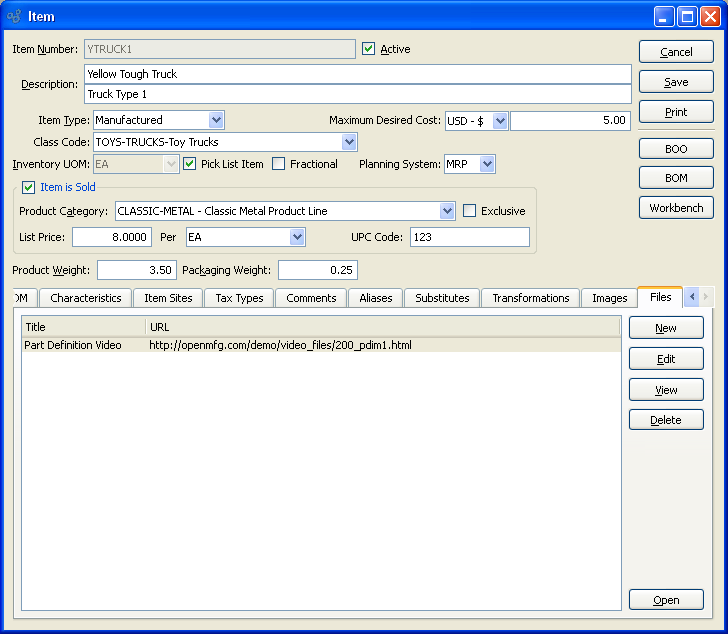 Item
Item Number: YTRUCK1 Active
Cancel
Description: Yellow Tough Truck
Truck Type 1
Save
Item Type: Manufactured Maximum Desired Cost: USD - $ 5.00
Print
Class Code: TOYS-TRUCKS-Toy Trucks
BOO
Inventory UOM: EA Pick List Item Fractional Planning System: MRP
BOM
Item is Sold
Product Category: CLASSIC-METAL - Classic Metal Product Line Exclusive
Workbench
List Price: 8.0000 Per EA UPC Code: 123
Product Weight: 3.50 Packaging Weight: 0.25
OM Characteristics Item Sites Tax Types Comments Aliases Substitutes Transformations Images Files
Title URL
New
Part Definition Video http://openmfg.com/demo/video_files/200_pdim1.html
Edit
View
Delete
Open